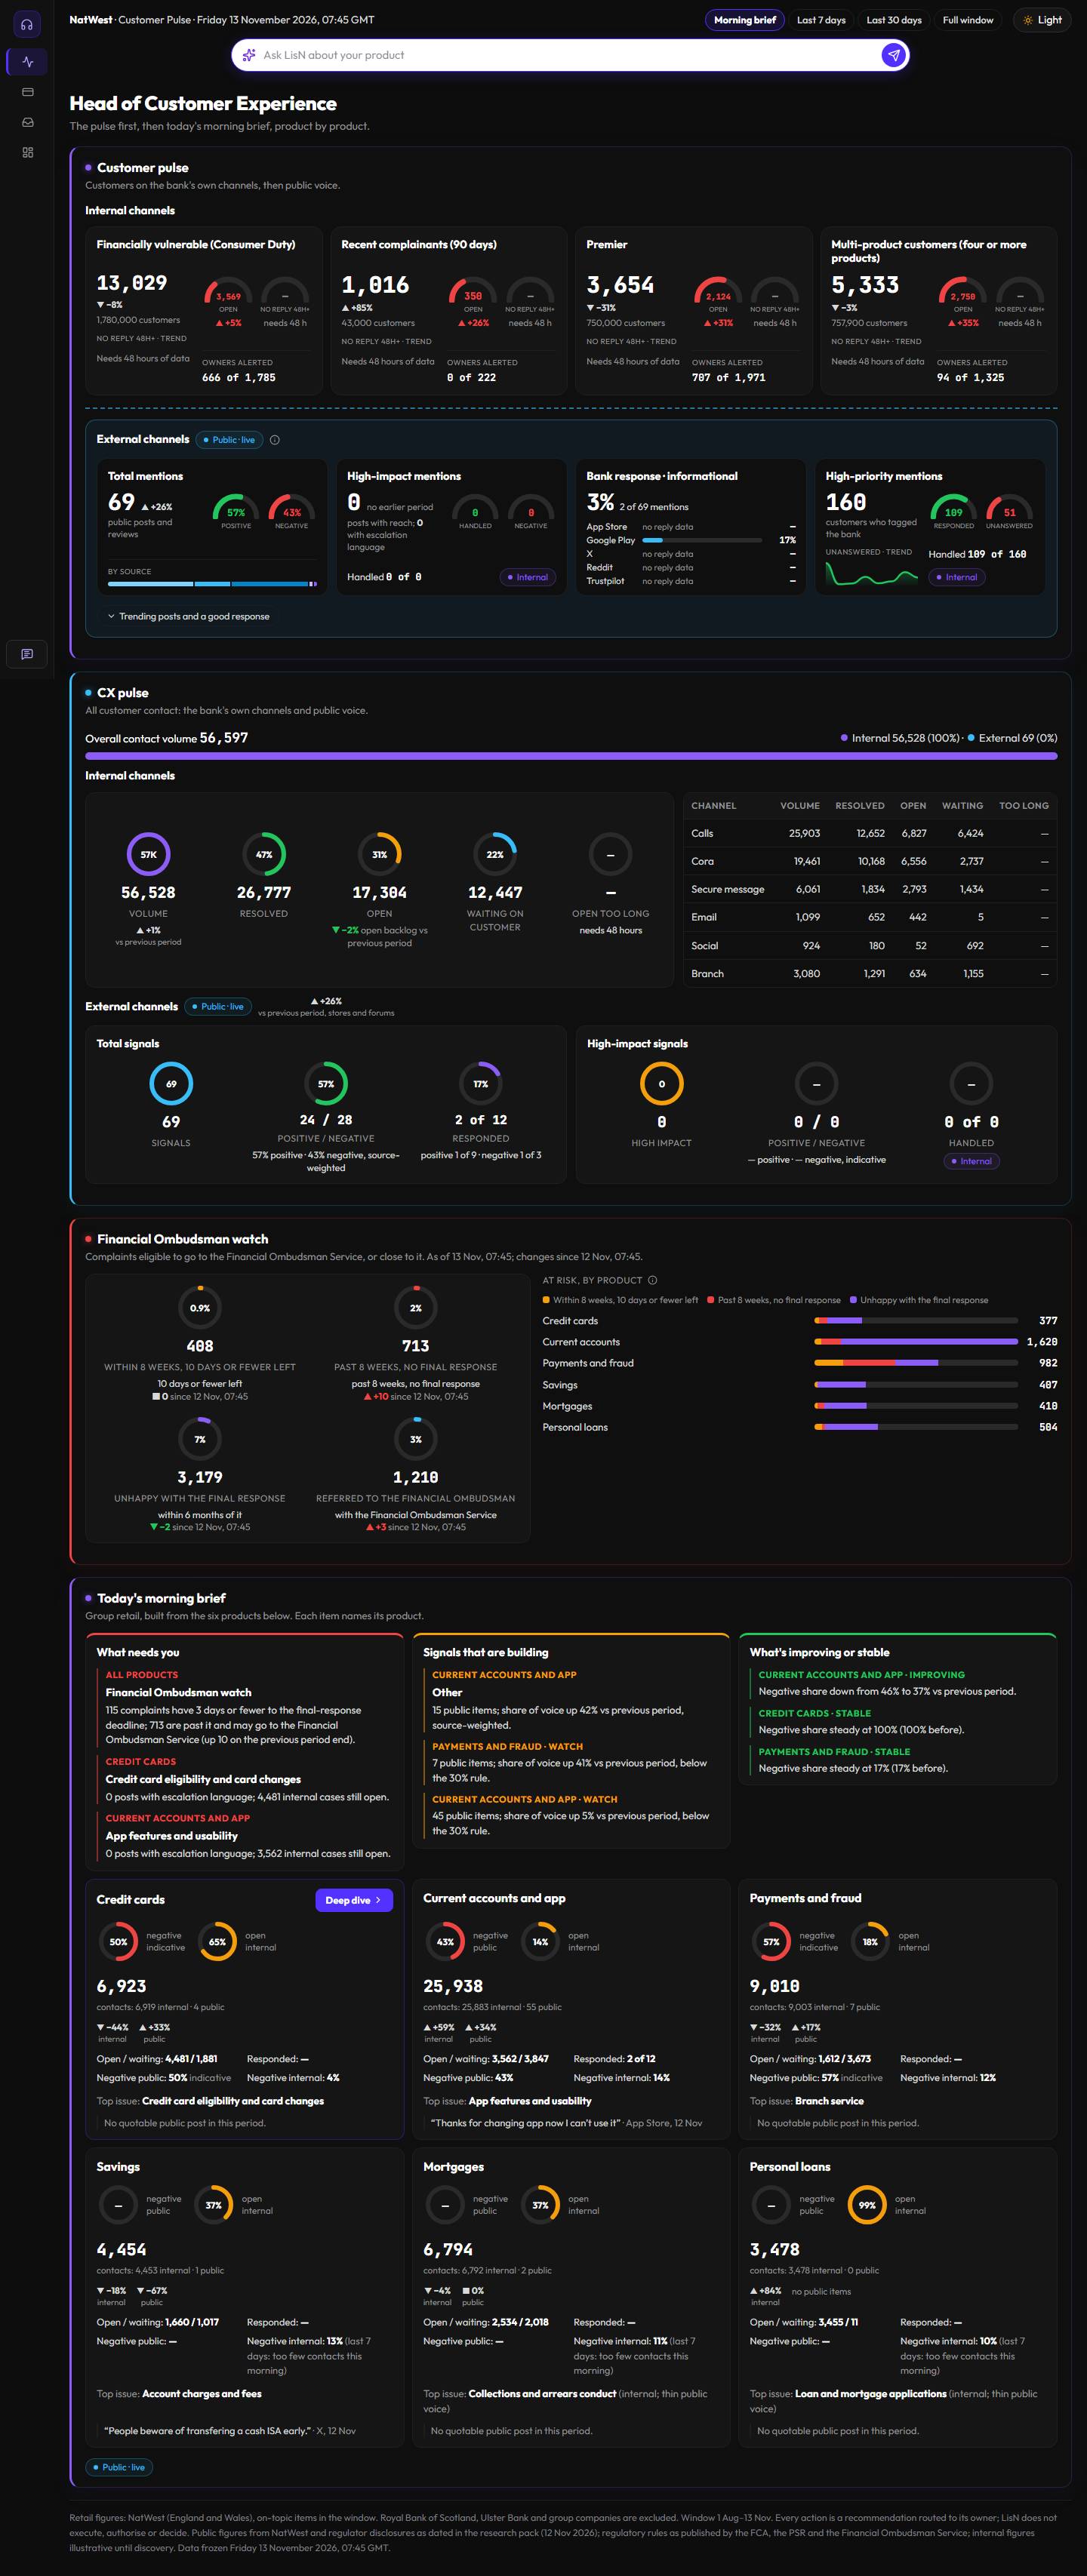 NatWest · Customer Pulse · Friday 13 November 2026, 07:45 GMT
Morning brief
Last 7 days
Last 30 days
Full window
Light
Ask LisN about your product
Head of Customer Experience
The pulse first, then today's morning brief, product by product.
Customer pulse
Customers on the bank's own channels, then public voice.
Internal channels
Financially vulnerable (Consumer Duty)
13,029
▼ −8%
1,780,000 customers
3,569
OPEN
▲ +5%
–
NO REPLY 48H+
needs 48 h
NO REPLY 48H+ · TREND
Needs 48 hours of data
OWNERS ALERTED
666 of 1,785
Recent complainants (90 days)
1,016
▲ +85%
43,000 customers
350
OPEN
▲ +26%
–
NO REPLY 48H+
needs 48 h
NO REPLY 48H+ · TREND
Needs 48 hours of data
OWNERS ALERTED
0 of 222
Premier
3,654
▼ −31%
750,000 customers
2,124
OPEN
▲ +31%
–
NO REPLY 48H+
needs 48 h
NO REPLY 48H+ · TREND
Needs 48 hours of data
OWNERS ALERTED
707 of 1,971
Multi-product customers (four or more
products)
5,333
▼ −3%
757,900 customers
2,750
OPEN
▲ +35%
–
NO REPLY 48H+
needs 48 h
NO REPLY 48H+ · TREND
Needs 48 hours of data
OWNERS ALERTED
94 of 1,325
External channels
Public · live
Total mentions
69 ▲ +26%
public posts and
reviews
57%
POSITIVE
43%
NEGATIVE
BY SOURCE
High-impact mentions
0 no earlier period
posts with reach; 0
with escalation
language
0
HANDLED
0
NEGATIVE
Handled 0 of 0
Internal
Bank response · informational
3% 2 of 69 mentions
App Store no reply data –
Google Play 17%
X no reply data –
Reddit no reply data –
Trustpilot no reply data –
High-priority mentions
160
customers who tagged
the bank
109
RESPONDED
51
UNANSWERED
UNANSWERED · TREND
Handled 109 of 160
Internal
Trending posts and a good response
CX pulse
All customer contact: the bank's own channels and public voice.
Overall contact volume 56,597
Internal 56,528 (100%) · External 69 (0%)
Internal channels
57K
56,528
VOLUME
▲ +1%
vs previous period
47%
26,777
RESOLVED
31%
17,304
OPEN
▼ −2% open backlog vs
previous period
22%
12,447
WAITING ON
CUSTOMER
–
–
OPEN TOO LONG
needs 48 hours
CHANNEL VOLUME RESOLVED OPEN WAITING TOO LONG
Calls 25,903 12,652 6,827 6,424 –
Cora 19,461 10,168 6,556 2,737 –
Secure message 6,061 1,834 2,793 1,434 –
Email 1,099 652 442 5 –
Social 924 180 52 692 –
Branch 3,080 1,291 634 1,155 –
External channels
Public · live
▲ +26%
vs previous period, stores and forums
Total signals
69
69
SIGNALS
57%
24 / 28
POSITIVE / NEGATIVE
57% positive · 43% negative, source-
weighted
17%
2 of 12
RESPONDED
positive 1 of 9 · negative 1 of 3
High-impact signals
0
0
HIGH IMPACT
–
0 / 0
POSITIVE / NEGATIVE
– positive · – negative, indicative
–
0 of 0
HANDLED
Internal
Financial Ombudsman watch
Complaints eligible to go to the Financial Ombudsman Service, or close to it. As of 13 Nov, 07:45; changes since 12 Nov, 07:45.
0.9%
408
WITHIN 8 WEEKS, 10 DAYS OR FEWER LEFT
10 days or fewer left
■ 0 since 12 Nov, 07:45
2%
713
PAST 8 WEEKS, NO FINAL RESPONSE
past 8 weeks, no final response
▲ +10 since 12 Nov, 07:45
7%
3,179
UNHAPPY WITH THE FINAL RESPONSE
within 6 months of it
▼ −2 since 12 Nov, 07:45
3%
1,210
REFERRED TO THE FINANCIAL OMBUDSMAN
with the Financial Ombudsman Service
▲ +3 since 12 Nov, 07:45
AT RISK, BY PRODUCT
Within 8 weeks, 10 days or fewer left Past 8 weeks, no final response Unhappy with the final response
Credit cards 377
Current accounts 1,620
Payments and fraud 982
Savings 407
Mortgages 410
Personal loans 504
Today's morning brief
Group retail, built from the six products below. Each item names its product.
What needs you
ALL PRODUCTS
Financial Ombudsman watch
115 complaints have 3 days or fewer to the final-response
deadline; 713 are past it and may go to the Financial
Ombudsman Service (up 10 on the previous period end).
CREDIT CARDS
Credit card eligibility and card changes
0 posts with escalation language; 4,481 internal cases still open.
CURRENT ACCOUNTS AND APP
App features and usability
0 posts with escalation language; 3,562 internal cases still open.
Signals that are building
CURRENT ACCOUNTS AND APP
Other
15 public items; share of voice up 42% vs previous period,
source-weighted.
PAYMENTS AND FRAUD · WATCH
7 public items; share of voice up 41% vs previous period, below
the 30% rule.
CURRENT ACCOUNTS AND APP · WATCH
45 public items; share of voice up 5% vs previous period, below
the 30% rule.
What's improving or stable
CURRENT ACCOUNTS AND APP · IMPROVING
Negative share down from 46% to 37% vs previous period.
CREDIT CARDS · STABLE
Negative share steady at 100% (100% before).
PAYMENTS AND FRAUD · STABLE
Negative share steady at 17% (17% before).
Credit cards
Deep dive
50%
negative
indicative
65%
open
internal
6,923
contacts: 6,919 internal · 4 public
▼ −44% ▲ +33%
internal public
Open / waiting: 4,481 / 1,881 Responded: –
Negative public: 50% indicative Negative internal: 4%
Top issue: Credit card eligibility and card changes
No quotable public post in this period.
Current accounts and app
43%
negative
public
14%
open
internal
25,938
contacts: 25,883 internal · 55 public
▲ +59% ▲ +34%
internal public
Open / waiting: 3,562 / 3,847 Responded: 2 of 12
Negative public: 43% Negative internal: 14%
Top issue: App features and usability
"Thanks for changing app now I can't use it" · App Store, 12 Nov
Payments and fraud
57%
negative
indicative
18%
open
internal
9,010
contacts: 9,003 internal · 7 public
▼ −32% ▲ +17%
internal public
Open / waiting: 1,612 / 3,673 Responded: –
Negative public: 57% indicative Negative internal: 12%
Top issue: Branch service
No quotable public post in this period.
Savings
–
negative
public
37%
open
internal
4,454
contacts: 4,453 internal · 1 public
▼ −18% ▼ −67%
internal public
Open / waiting: 1,660 / 1,017 Responded: –
Negative public: – Negative internal: 13% (last 7
days: too few contacts this
morning)
Top issue: Account charges and fees
"People beware of transfering a cash ISA early." · X, 12 Nov
Mortgages
–
negative
public
37%
open
internal
6,794
contacts: 6,792 internal · 2 public
▼ −4% ■ 0%
internal public
Open / waiting: 2,534 / 2,018 Responded: –
Negative public: – Negative internal: 11% (last 7
days: too few contacts this
morning)
Top issue: Collections and arrears conduct (internal; thin public
voice)
No quotable public post in this period.
Personal loans
–
negative
public
99%
open
internal
3,478
contacts: 3,478 internal · 0 public
▲ +84% no public items
internal
Open / waiting: 3,455 / 11 Responded: –
Negative public: – Negative internal: 10% (last 7
days: too few contacts this
morning)
Top issue: Loan and mortgage applications (internal; thin public
voice)
No quotable public post in this period.
Public · live
Retail figures: NatWest (England and Wales), on-topic items in the window. Royal Bank of Scotland, Ulster Bank and group companies are excluded. Window 1 Aug–13 Nov. Every action is a recommendation routed to its owner; LisN does not
execute, authorise or decide. Public figures from NatWest and regulator disclosures as dated in the research pack (12 Nov 2026); regulatory rules as published by the FCA, the PSR and the Financial Ombudsman Service; internal figures
illustrative until discovery. Data frozen Friday 13 November 2026, 07:45 GMT.